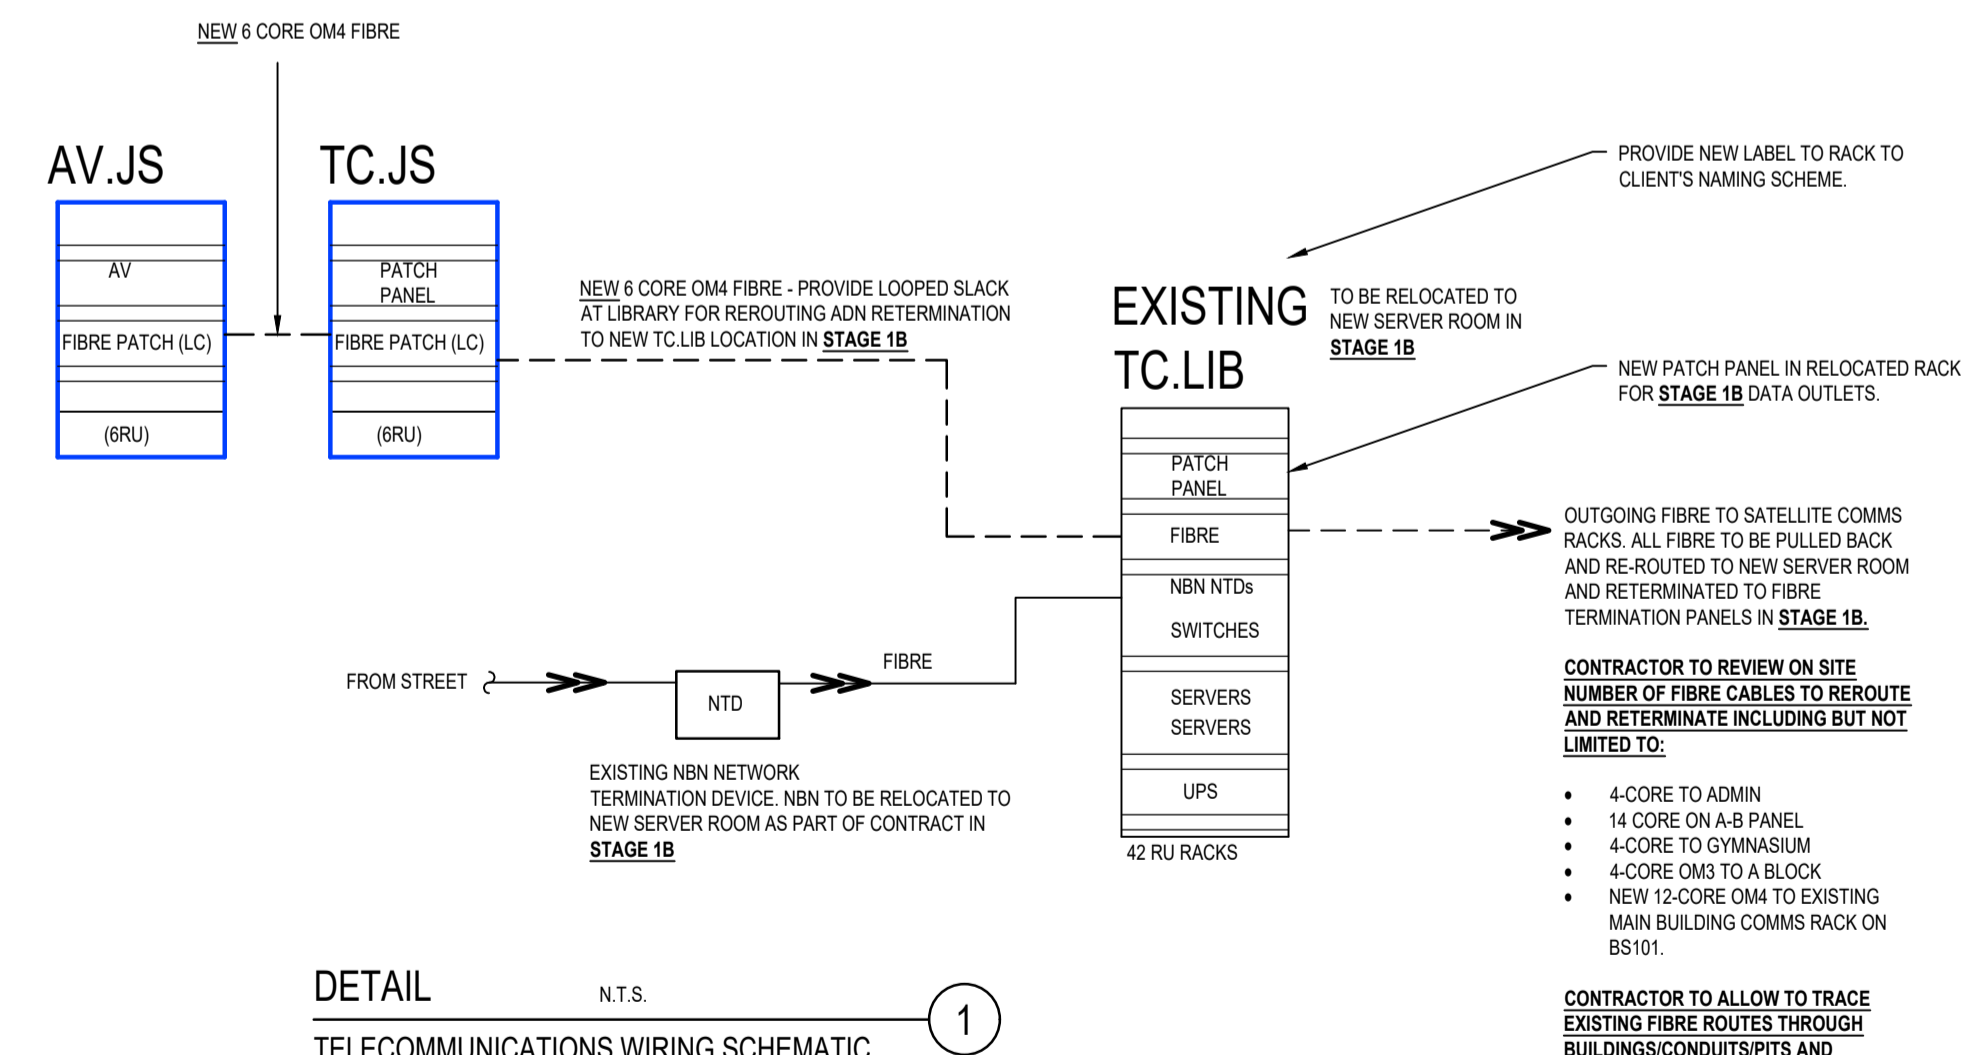 NEW 6 CORE OM4 FIBRE
AV.JS
AV
FIBRE PATCH (LC)
(6RU)
TC.JS
PATCH
PANEL
FIBRE PATCH (LC)
(6RU)
NEW 6 CORE OM4 FIBRE - PROVIDE LOOPED SLACK
AT LIBRARY FOR REROUTING ADN RETERMINATION
TO NEW TC.LIB LOCATION IN STAGE 1B
EXISTING
TC.LIB
TO BE RELOCATED TO
NEW SERVER ROOM IN
STAGE 1B
PROVIDE NEW LABEL TO RACK TO
CLIENT'S NAMING SCHEME.
NEW PATCH PANEL IN RELOCATED RACK
FOR STAGE 1B DATA OUTLETS.
PATCH
PANEL
FIBRE
NBN NTDs
SWITCHES
SERVERS
SERVERS
UPS
42 RU RACKS
FROM STREET
NTD
FIBRE
EXISTING NBN NETWORK
TERMINATION DEVICE. NBN TO BE RELOCATED TO
NEW SERVER ROOM AS PART OF CONTRACT IN
STAGE 1B
OUTGOING FIBRE TO SATELLITE COMMS
RACKS. ALL FIBRE TO BE PULLED BACK
AND RE-ROUTED TO NEW SERVER ROOM
AND RETERMINATED TO FIBRE
TERMINATION PANELS IN STAGE 1B.
CONTRACTOR TO REVIEW ON SITE
NUMBER OF FIBRE CABLES TO REROUTE
AND RETERMINATE INCLUDING BUT NOT
LIMITED TO:
• 4-CORE TO ADMIN
• 14 CORE ON A-B PANEL
• 4-CORE TO GYMNASIUM
• 4-CORE OM3 TO A BLOCK
• NEW 12-CORE OM4 TO EXISTING
MAIN BUILDING COMMS RACK ON
BS101.
CONTRACTOR TO ALLOW TO TRACE
EXISTING FIBRE ROUTES THROUGH
BUILDINGS/CONDUITS/PITS AND
DETAIL
N.T.S.
1
TELECOMMUNICATIONS WIRING SCHEMATIC